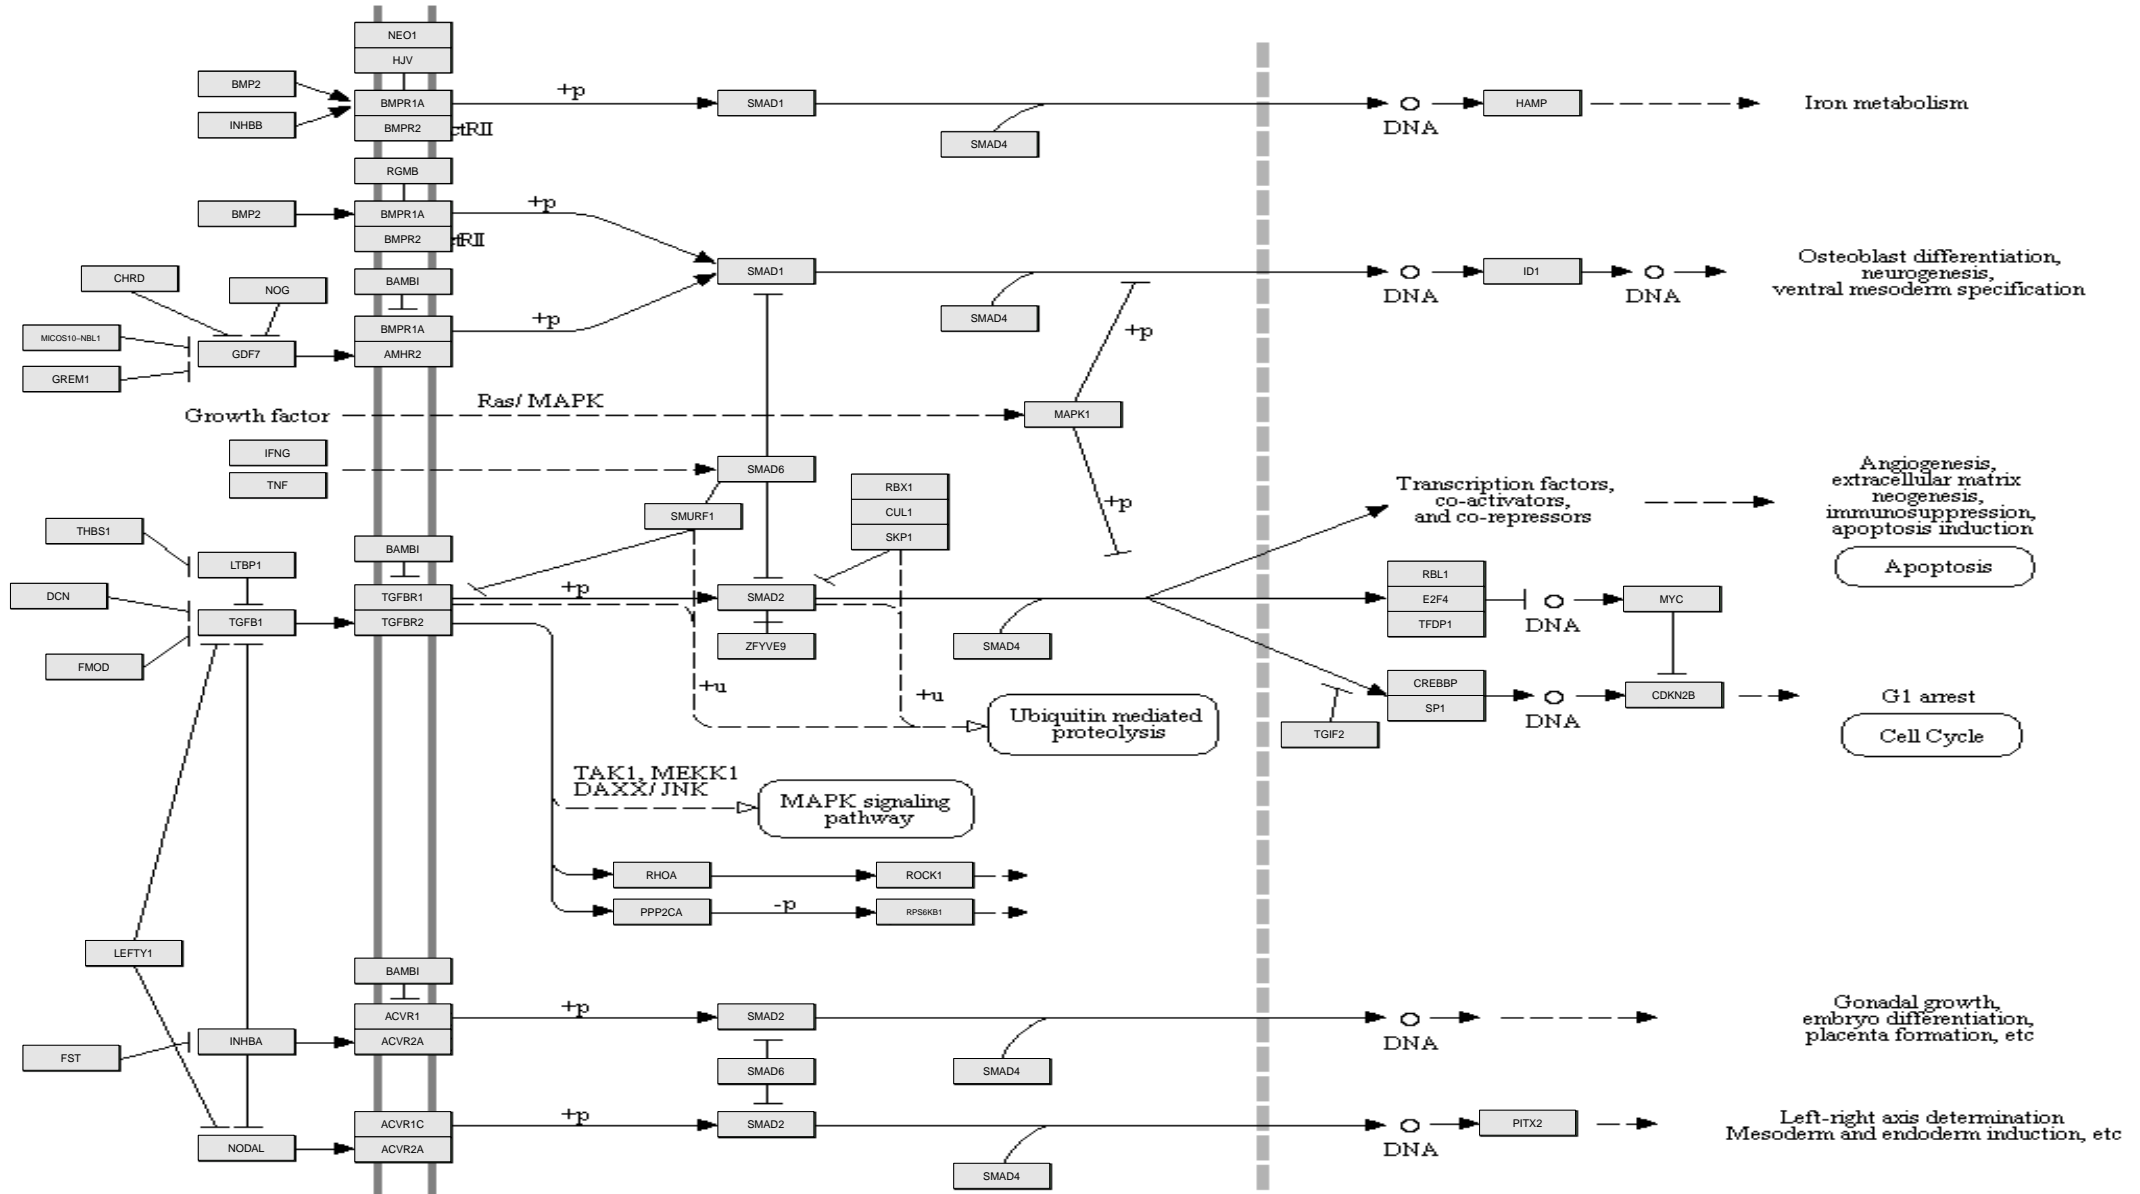 NEO1
HJV
BMP2
INHBB
BMPR1A
BMPR2
ctRII
+p
SMAD1
SMAD4
DNA
HAMP
Iron metabolism
RGMB
BMP2
BMPR1A
BMPR2
tRII
+p
CHRD
NOG
BAMBI
MICOS10-NBL1
GREM1
GDF7
BMPR1A
AMHR2
+p
SMAD1
SMAD4
DNA
ID1
DNA
Osteoblast differentiation,
neurogenesis,
ventral mesoderm specification
+p
Growth factor
Ras/ MAPK
MAPK1
+p
IFNG
TNF
SMAD6
SMURF1
RBX1
CUL1
SKP1
Transcription factors,
co-activators,
and co-repressors
Angiogenesis,
extracellular matrix
neogenesis,
immunosuppression,
apoptosis induction
Apoptosis
THBS1
LTBP1
DCN
TGFB1
FMOD
BAMBI
TGFBR1
TGFBR2
+p
SMAD2
ZFYVE9
SMAD4
RBL1
E2F4
TFDP1
DNA
MYC
+u
+u
Ubiquitin mediated
proteolysis
CREBBP
SP1
TGIF2
DNA
CDKN2B
G1 arrest
Cell Cycle
TAK1, MEKK1
DAXX/ JNK
MAPK signaling
pathway
RHOA
ROCK1
PPP2CA
-p
RPS6KB1
LEFTY1
BAMBI
FST
INHBA
ACVR1
ACVR2A
+p
SMAD2
SMAD4
DNA
Gonadal growth,
embryo differentiation,
placenta formation, etc
SMAD6
NODAL
ACVR1C
ACVR2A
+p
SMAD2
SMAD4
DNA
PITX2
Left-right axis determination
Mesoderm and endoderm induction, etc